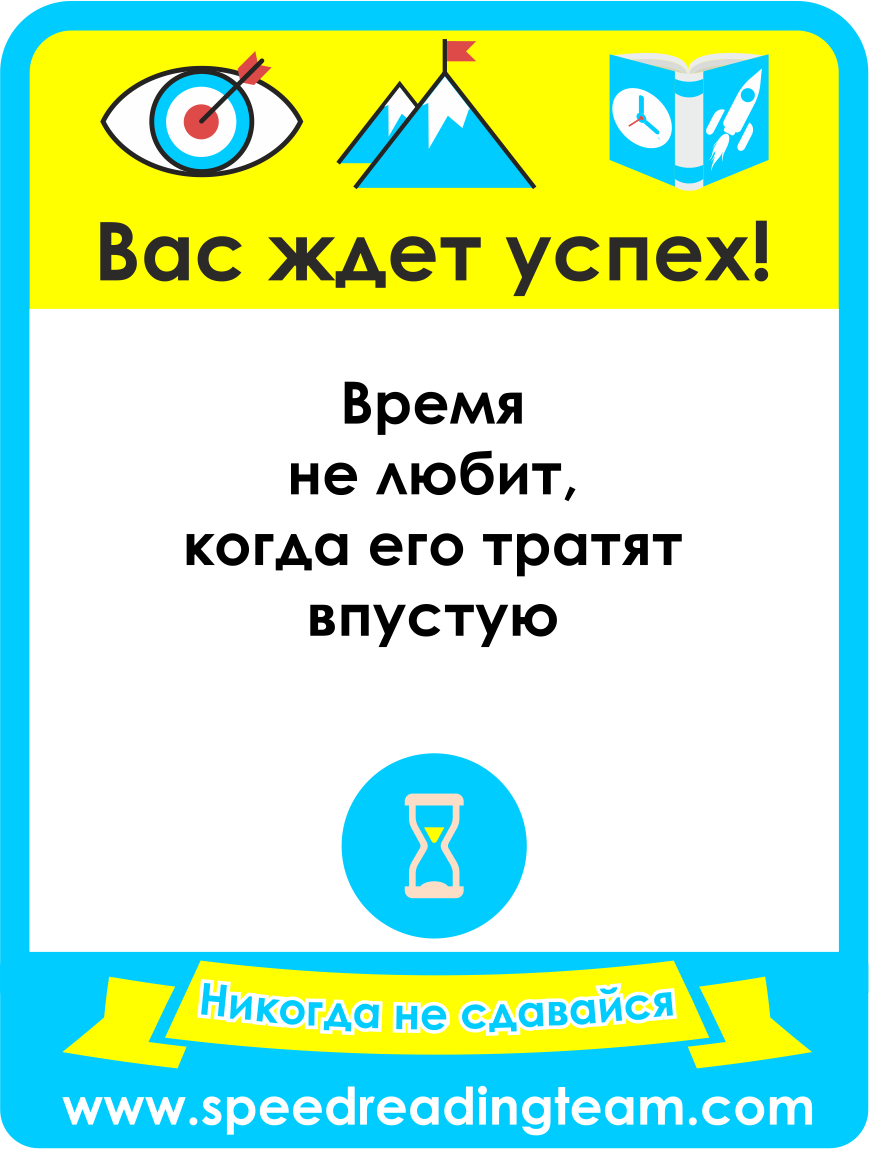 Вас ждет успех!
Время
не любит,
когда его тратят
впустую
Никогда не сдавайся
www.speedreadingteam.com